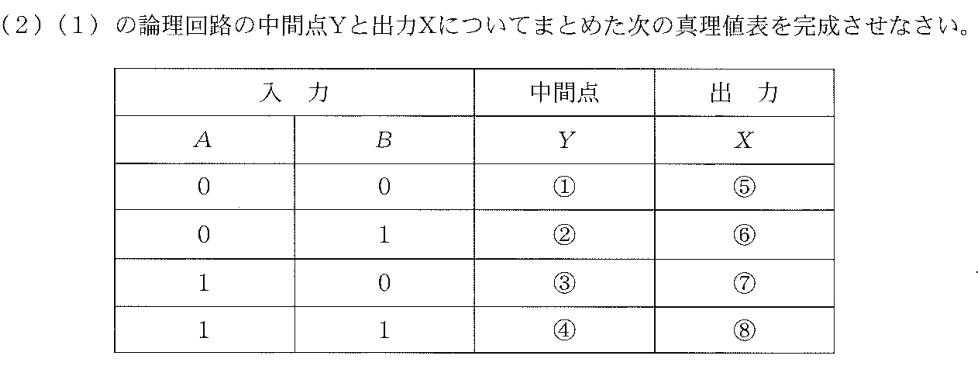 (2)(1)の論理回路の中間点Yと出力Xについてまとめた次の真理値表を完成させなさい。
入 力 中間点 出 力
A B Y X
0 0 ① ⑤
0 1 ② ⑥
1 0 ③ ⑦
1 1 ④ ⑧